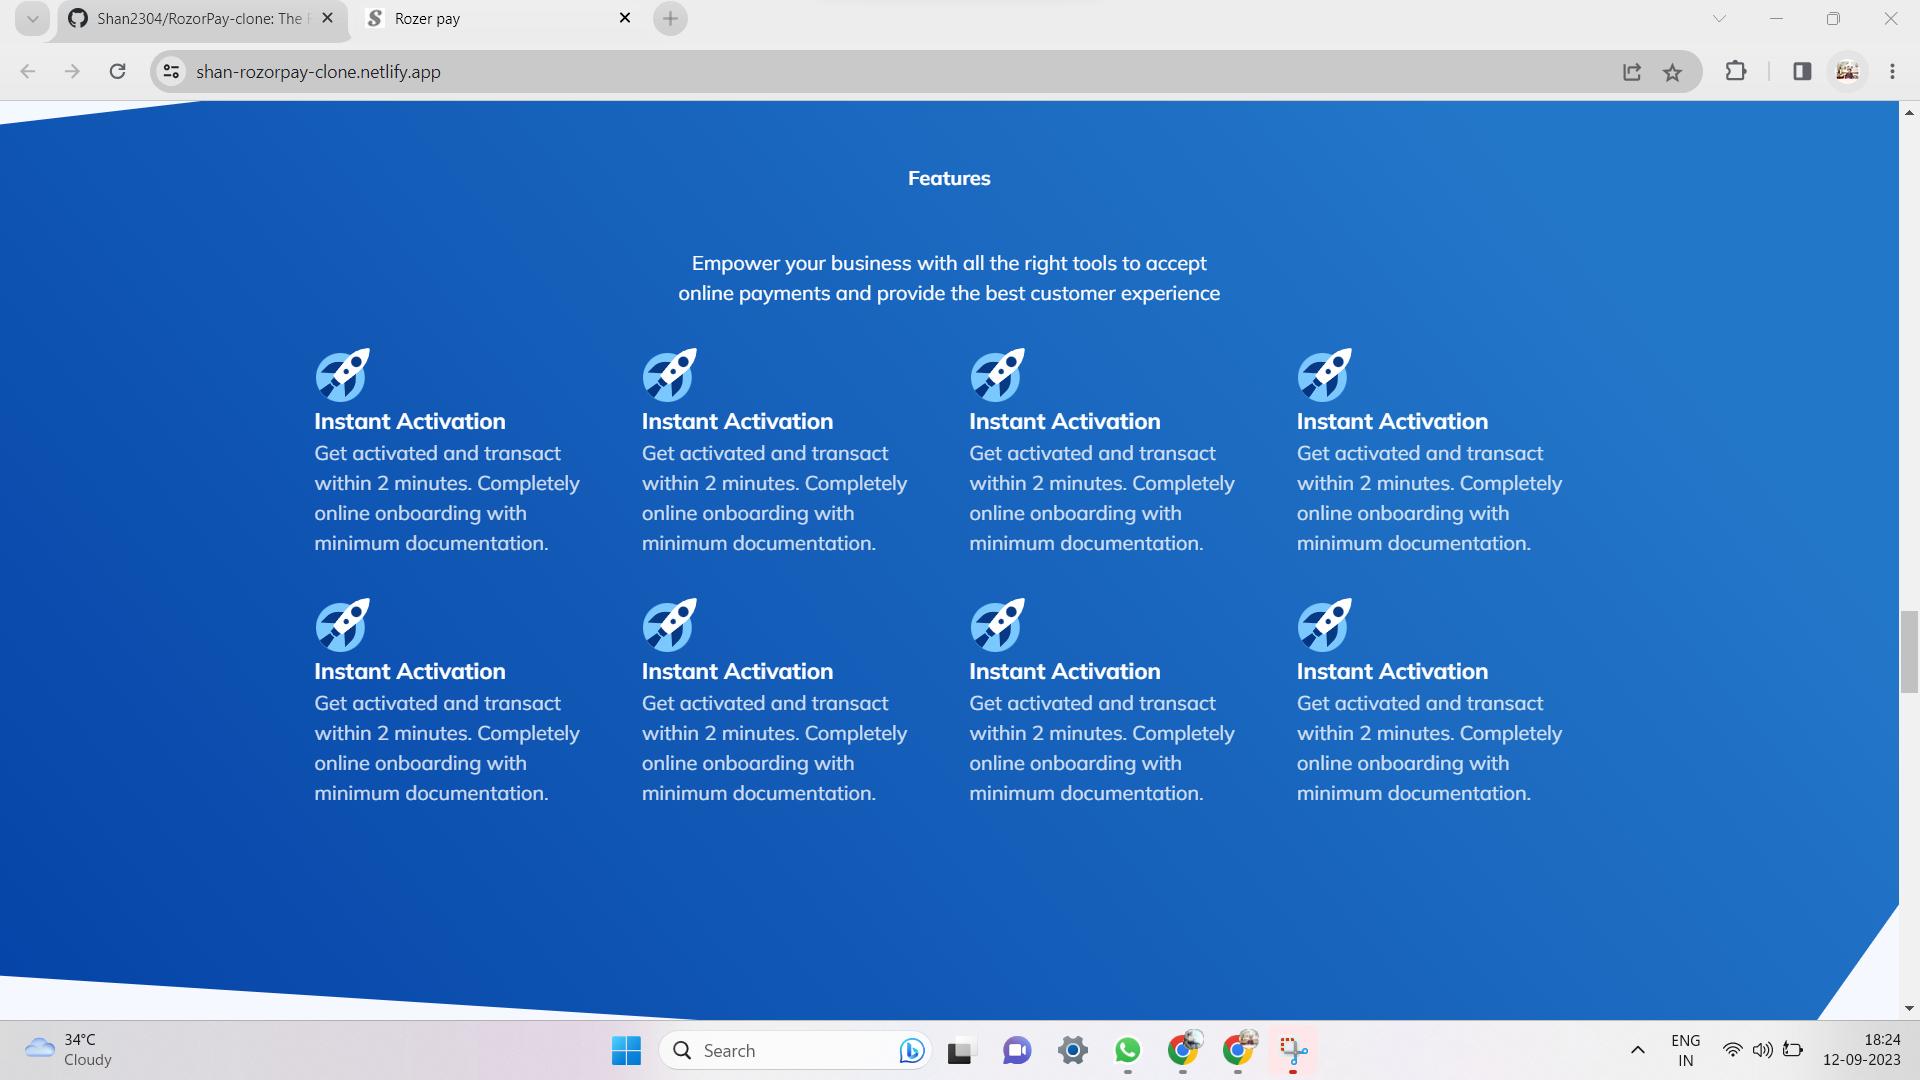 Shan2304/RozorPay-clone: The
Rozer pay
shan-rozorpay-clone.netlify.app
Features
Empower your business with all the right tools to accept
online payments and provide the best customer experience
Instant Activation
Get activated and transact
within 2 minutes. Completely
online onboarding with
minimum documentation.
Instant Activation
Get activated and transact
within 2 minutes. Completely
online onboarding with
minimum documentation.
Instant Activation
Get activated and transact
within 2 minutes. Completely
online onboarding with
minimum documentation.
Instant Activation
Get activated and transact
within 2 minutes. Completely
online onboarding with
minimum documentation.
Instant Activation
Get activated and transact
within 2 minutes. Completely
online onboarding with
minimum documentation.
Instant Activation
Get activated and transact
within 2 minutes. Completely
online onboarding with
minimum documentation.
Instant Activation
Get activated and transact
within 2 minutes. Completely
online onboarding with
minimum documentation.
Instant Activation
Get activated and transact
within 2 minutes. Completely
online onboarding with
minimum documentation.
34°C
Cloudy
Search
ENG
IN
18:24
12-09-2023